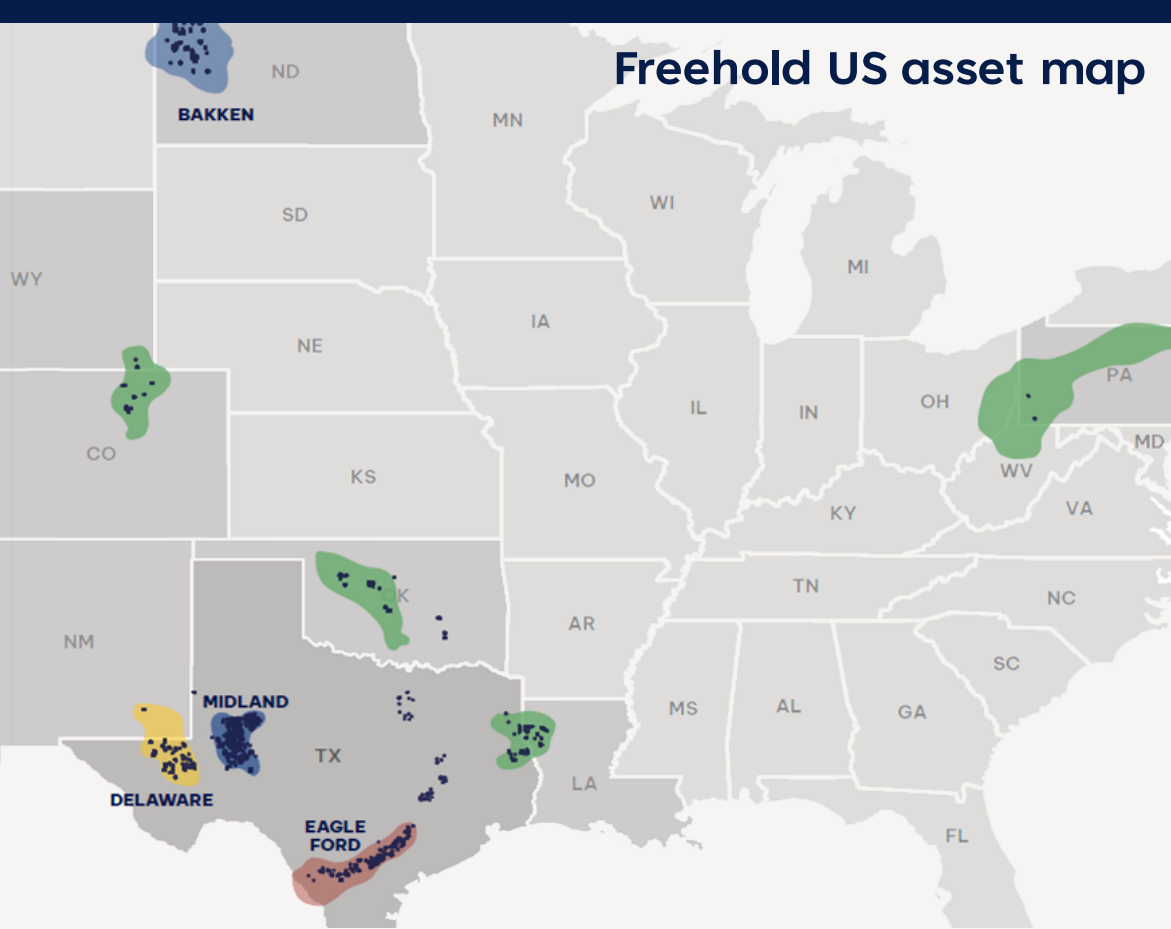 Freehold US asset map
ND
BAKKEN
MN
SD
WI
WY
MI
IA
NE
PA
CO
IL
IN
OH
MD
KS
MO
WV
KY
VA
OK
TN
NC
NM
AR
SC
MIDLAND
MS
AL
GA
TX
LA
DELAWARE
EAGLE
FORD
FL